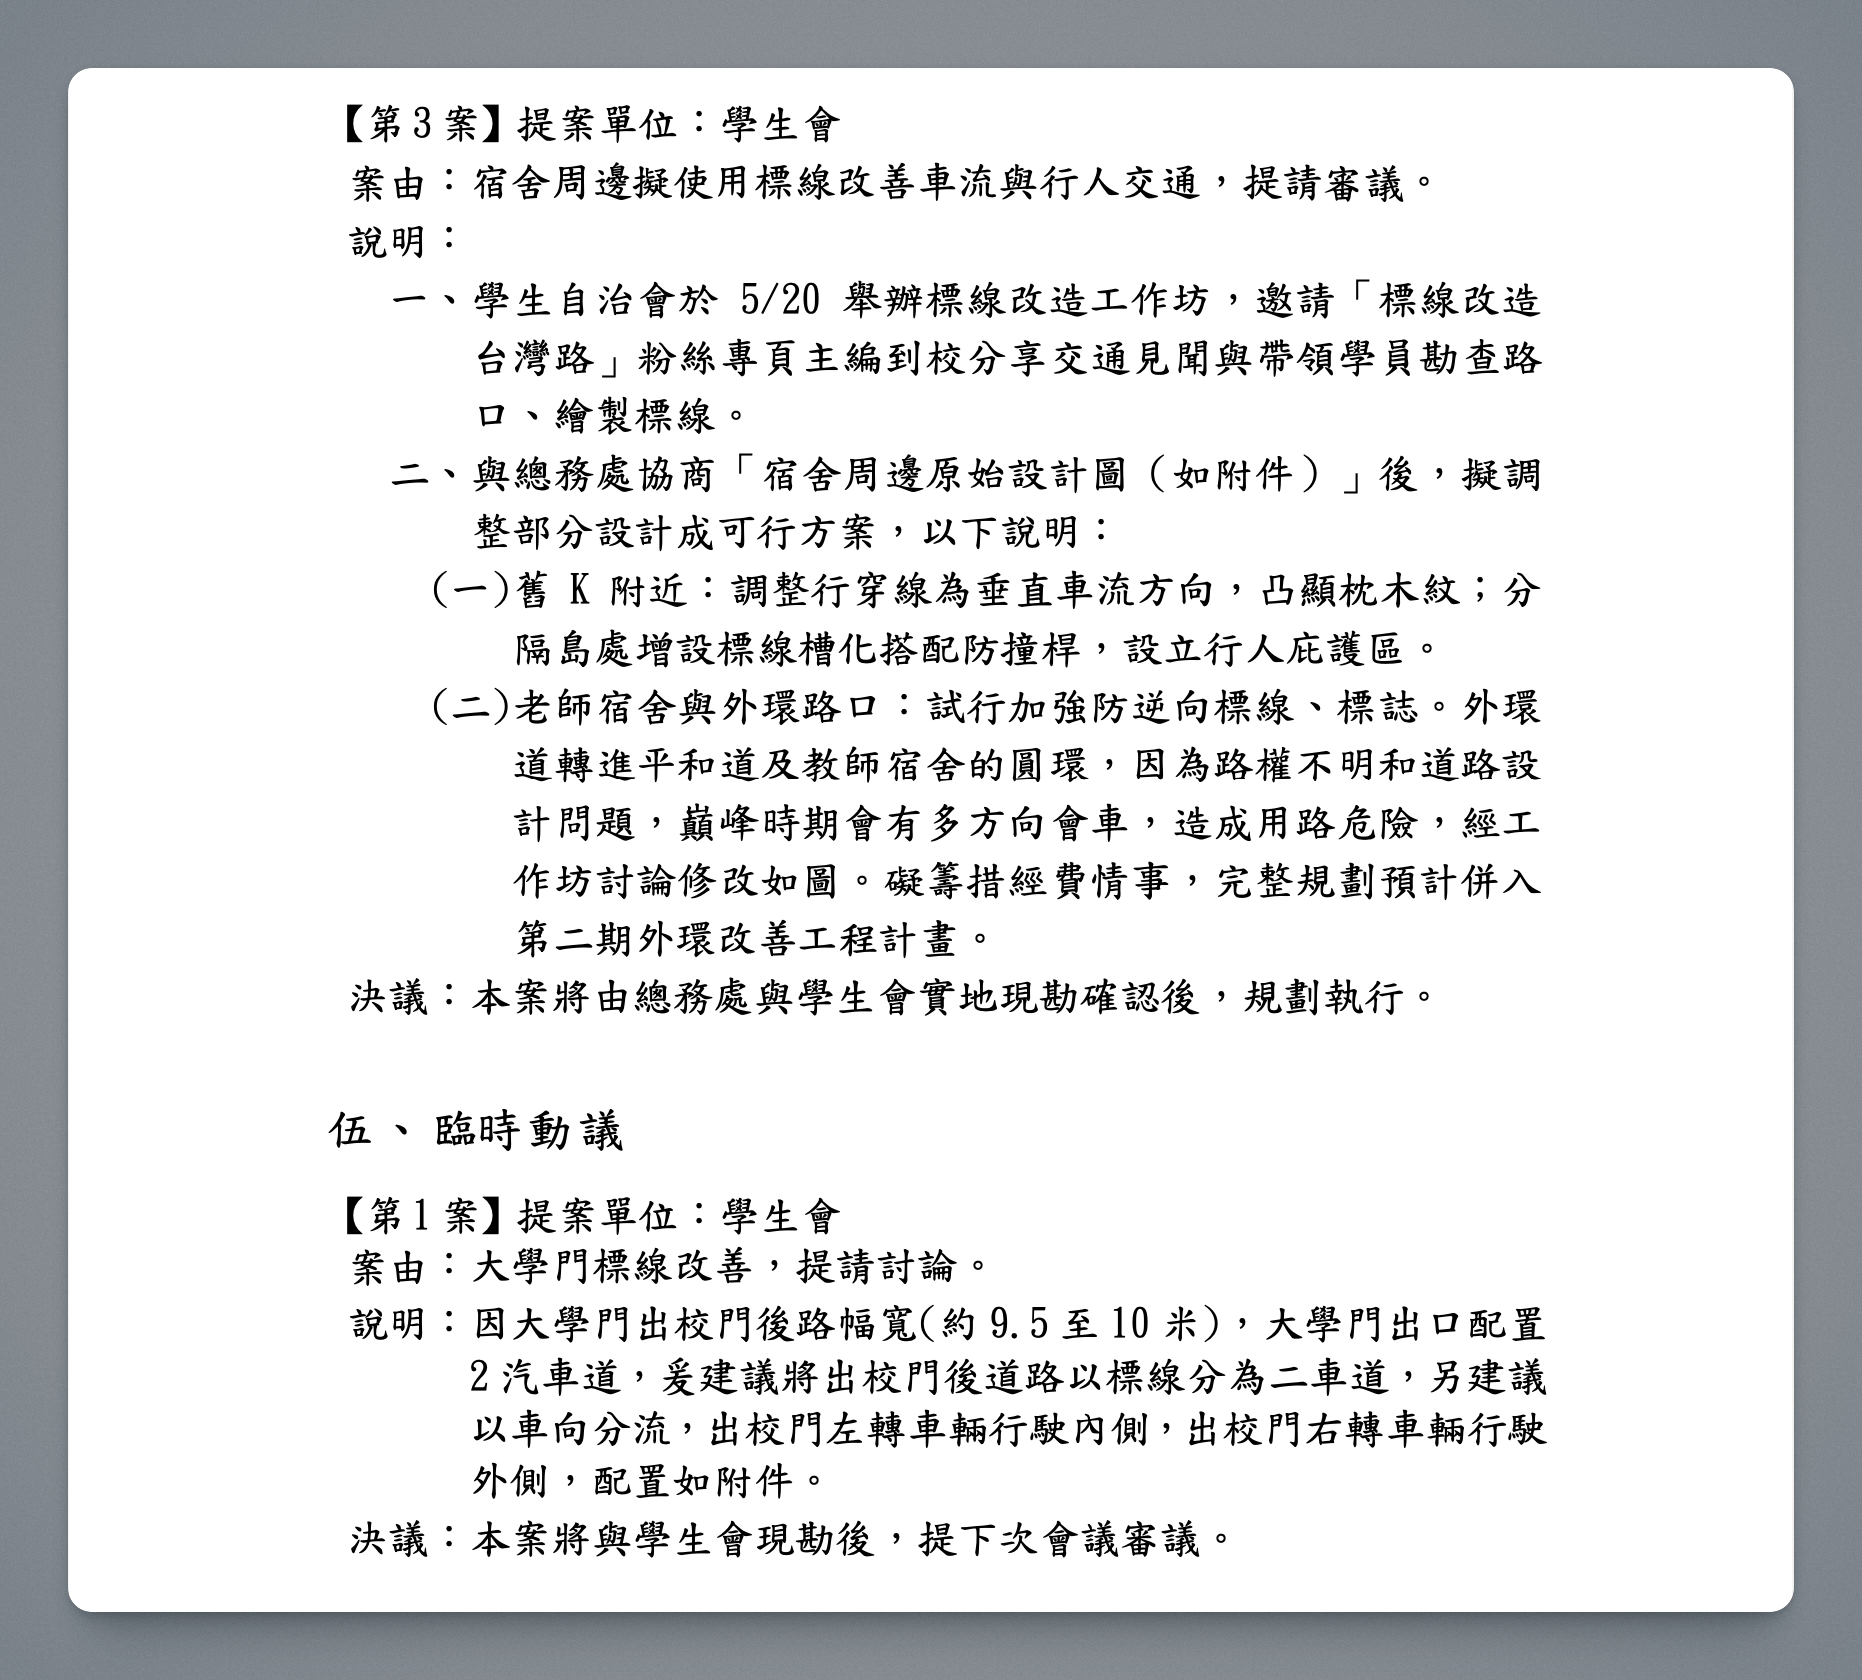 【第3案】提案單位：學生會
案由：宿舍周邊擬使用標線改善車流與行人交通，提請審議。
說明：
一、學生自治會於 5/20 舉辦標線改造工作坊，邀請「標線改造
台灣路」粉絲專頁主編到校分享交通見聞與帶領學員勘查路
口、繪製標線。
二、與總務處協商「宿舍周邊原始設計圖（如附件）」後，擬調
整部分設計成可行方案，以下說明：
(一)舊 K 附近：調整行穿線為垂直車流方向，凸顯枕木紋；分
隔島處增設標線槽化搭配防撞桿，設立行人庇護區。
(二)老師宿舍與外環路口：試行加強防逆向標線、標誌。外環
道轉進平和道及教師宿舍的圓環，因為路權不明和道路設
計問題，巔峰時期會有多方向會車，造成用路危險，經工
作坊討論修改如圖。礙籌措經費情事，完整規劃預計併入
第二期外環改善工程計畫。
決議：本案將由總務處與學生會實地現勘確認後，規劃執行。
伍、臨時動議
【第1案】提案單位：學生會
案由：大學門標線改善，提請討論。
說明：因大學門出校門後路幅寬(約 9.5 至 10 米)，大學門出口配置
2 汽車道，爰建議將出校門後道路以標線分為二車道，另建議
以車向分流，出校門左轉車輛行駛內側，出校門右轉車輛行駛
外側，配置如附件。
決議：本案將與學生會現勘後，提下次會議審議。